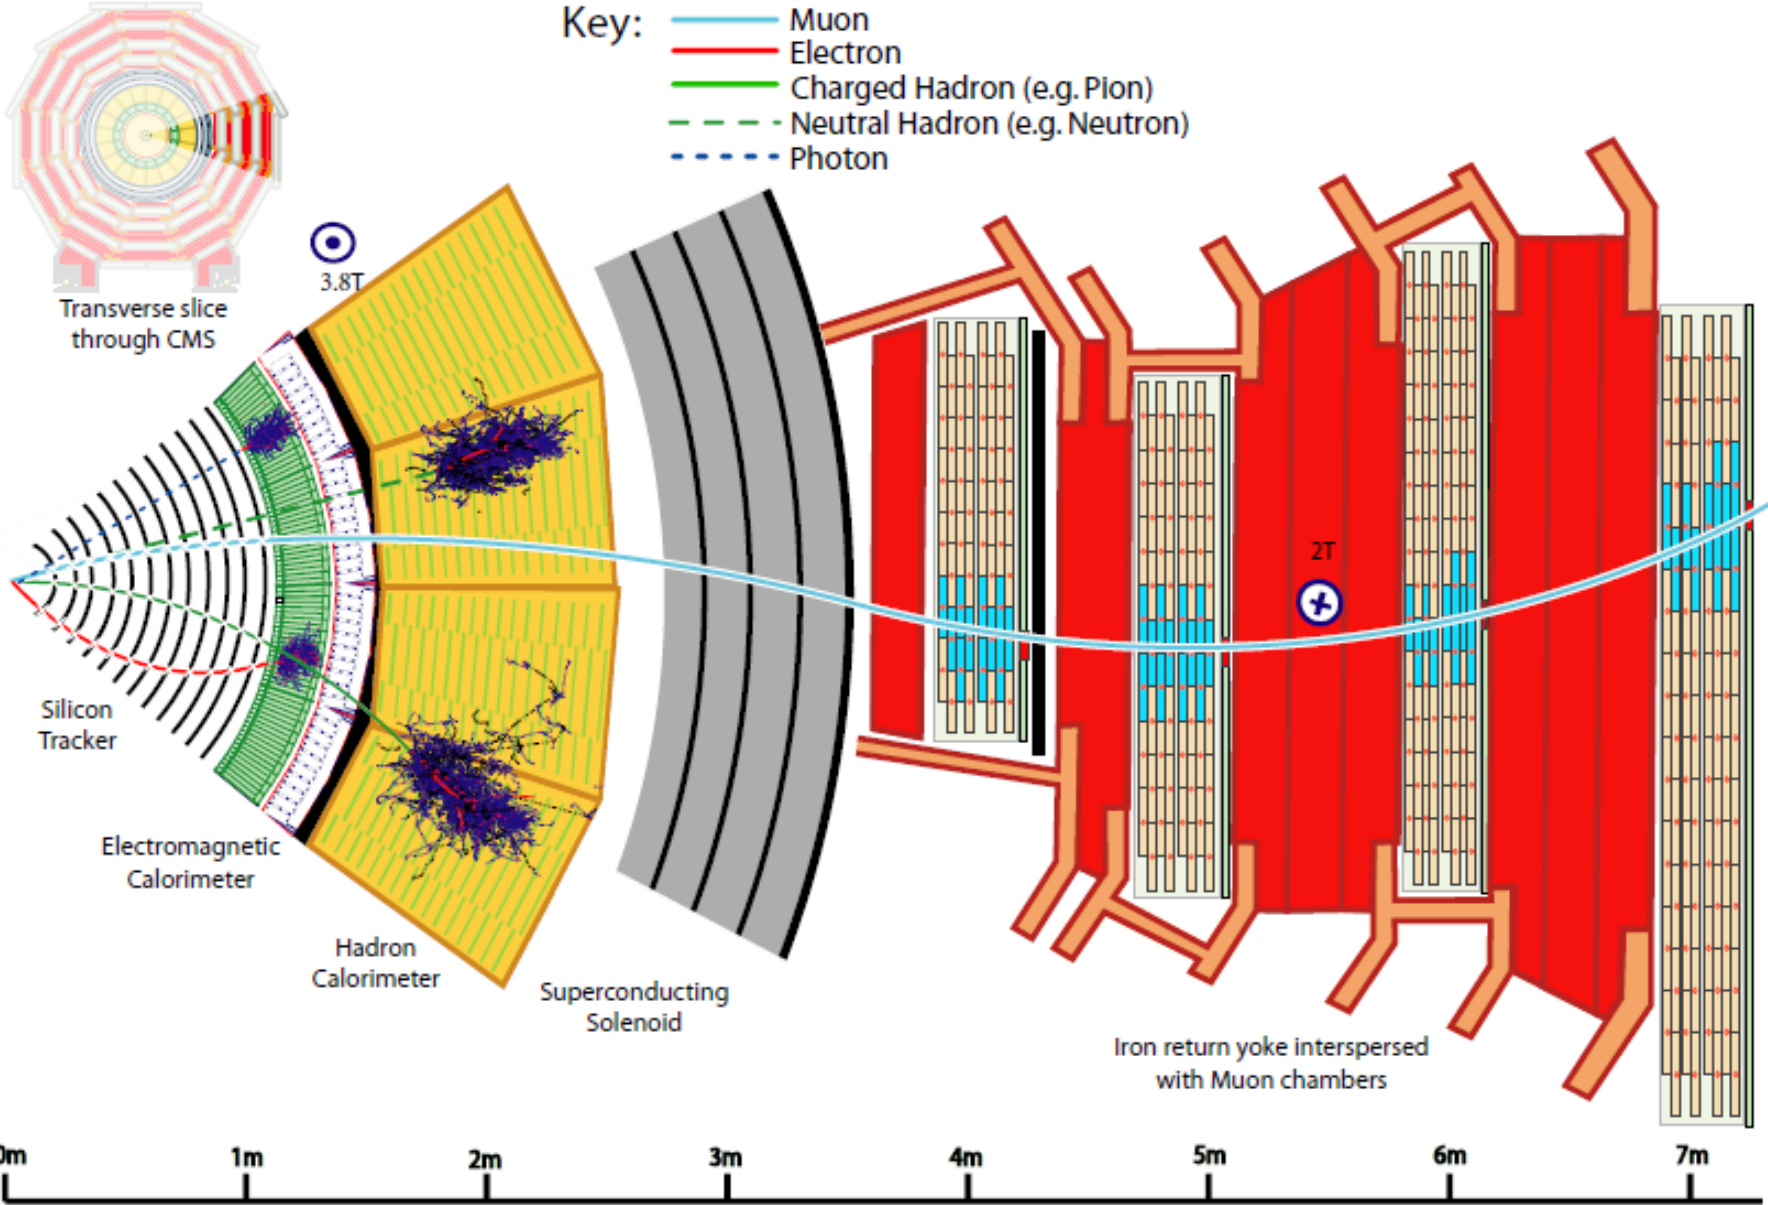 Key:
Muon
Electron
Charged Hadron (e.g. Pion)
Neutral Hadron (e.g. Neutron)
Photon
3.8T
Transverse slice
through CMS
2T
Silicon
Tracker
Electromagnetic
Calorimeter
Hadron
Calorimeter
Superconducting
Solenoid
Iron return yoke interspersed
with Muon chambers
0m 1m 2m 3m 4m 5m 6m 7m